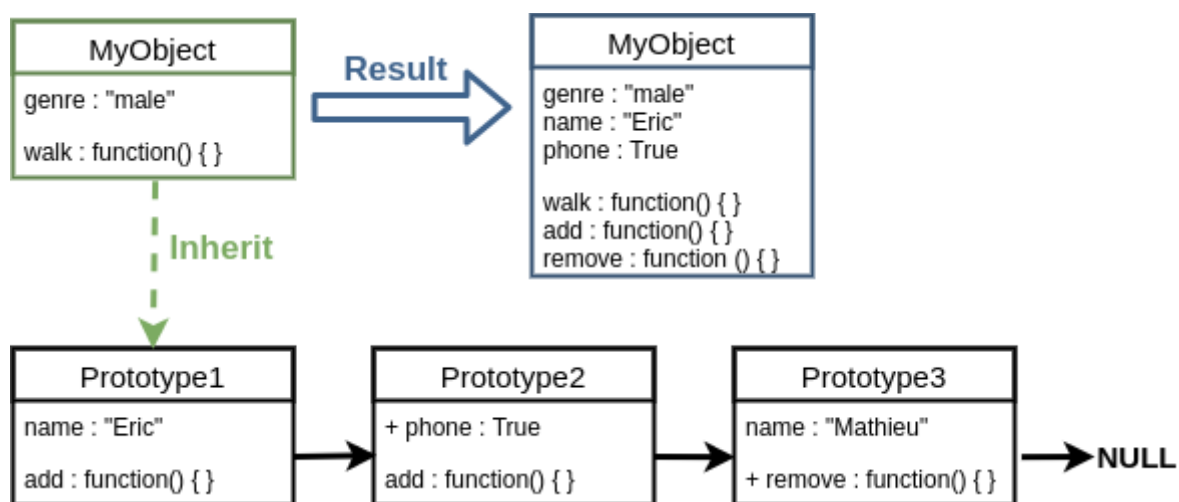 MyObject
genre : "male"
walk : function() { }
Result
MyObject
genre : "male"
name : "Eric"
phone : True
walk : function() { }
add : function() { }
remove : function () { }
Inherit
Prototype1
name : "Eric"
add : function() { }
Prototype2
+ phone : True
add : function() { }
Prototype3
name : "Mathieu"
+ remove : function() { }
NULL